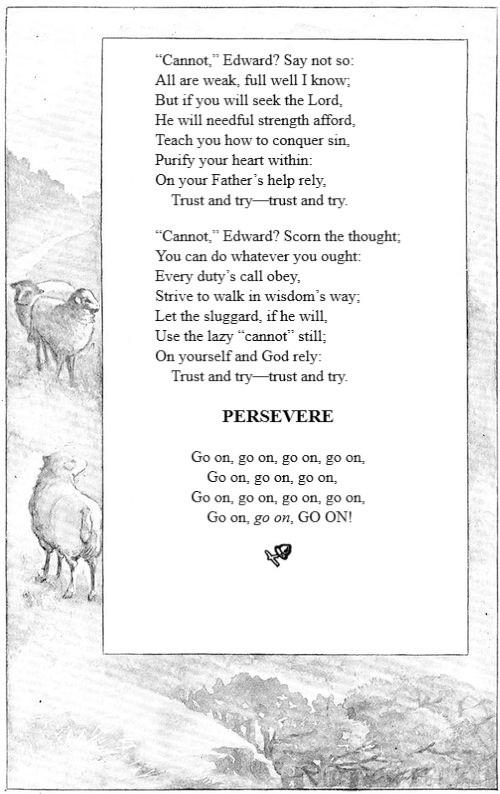 “Cannot,” Edward? Say not so:
All are weak, full well I know;
But if you will seek the Lord,
He will needful strength afford,
Teach you how to conquer sin,
Purify your heart within:
On your Father’s help rely,
Trust and try—trust and try.
“Cannot,” Edward? Scorn the thought;
You can do whatever you ought:
Every duty’s call obey,
Strive to walk in wisdom’s way;
Let the sluggard, if he will,
Use the lazy “cannot” still;
On yourself and God rely:
Trust and try—trust and try.
PERSEVERE
Go on, go on, go on, go on,
Go on, go on, go on,
Go on, go on, go on, go on,
Go on, go on, GO ON!